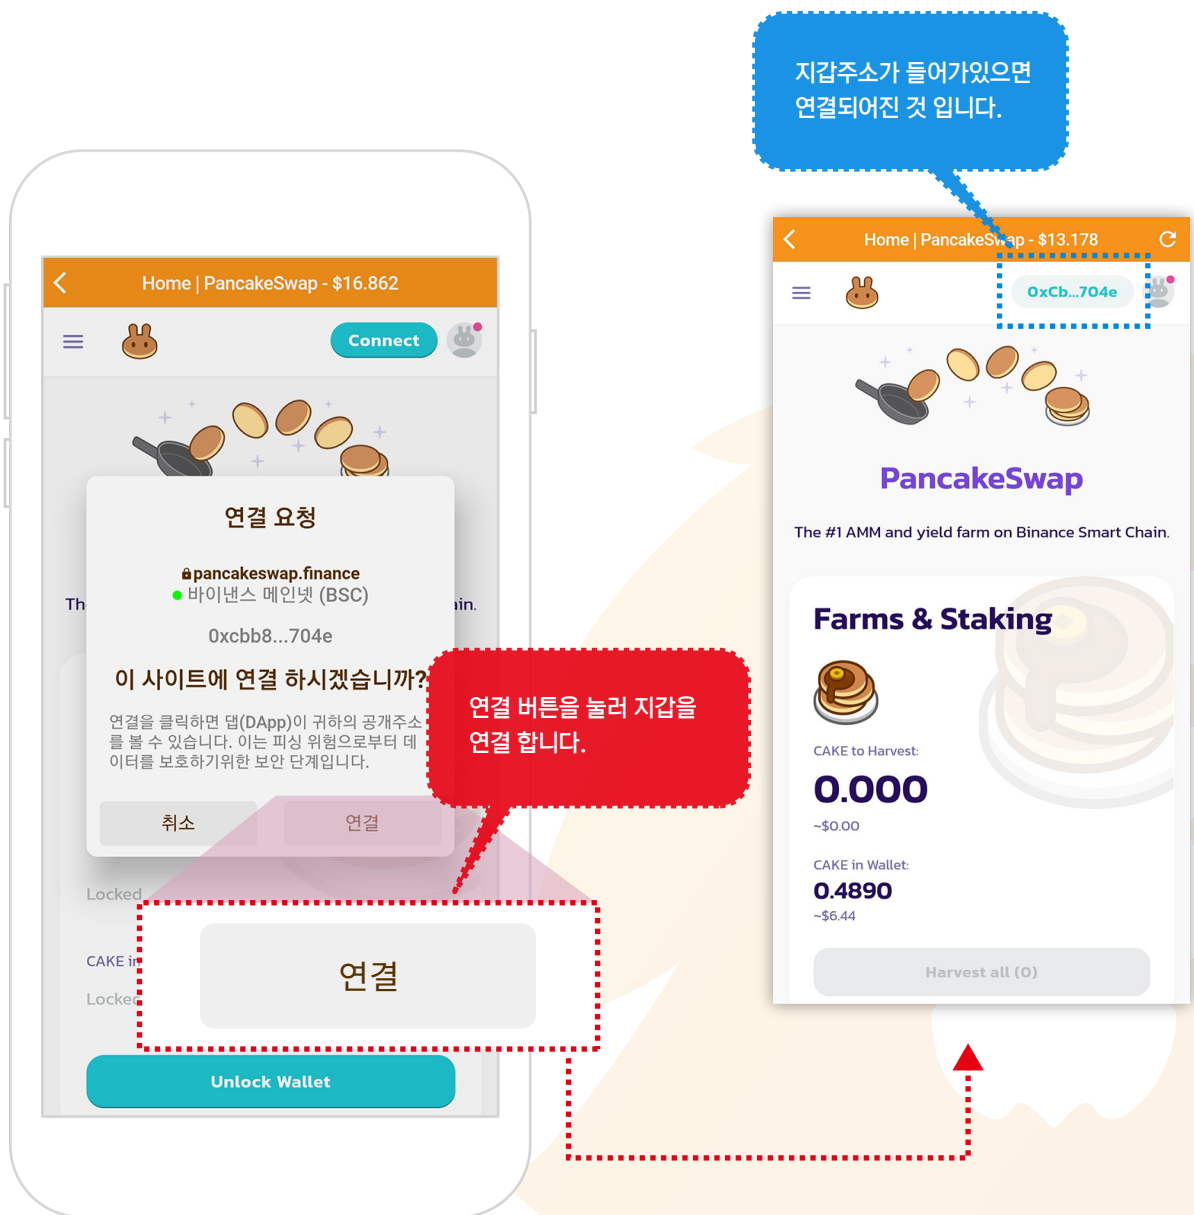 지갑주소가 들어가있으면
연결되어진 것 입니다.
Home | PancakeSwap - $16.862
Connect
Th
ain.
연결 요청
pancakeswap.finance
바이낸스 메인넷 (BSC)
0xcbb8...704e
이 사이트에 연결 하시겠습니까?
연결을 클릭하면 댑(DApp)이 귀하의 공개주소
를 볼 수 있습니다. 이는 피싱 위험으로부터 데
이터를 보호하기위한 보안 단계입니다.
취소
연결
연결 버튼을 눌러 지갑을
연결 합니다.
Locked
CAKE in
Locked
연결
Unlock Wallet
Home | PancakeSwap - $13.178
0xCb...704e
PancakeSwap
The #1 AMM and yield farm on Binance Smart Chain.
Farms & Staking
CAKE to Harvest:
0.000
~$0.00
CAKE in Wallet:
0.4890
~$6.44
Harvest all (0)